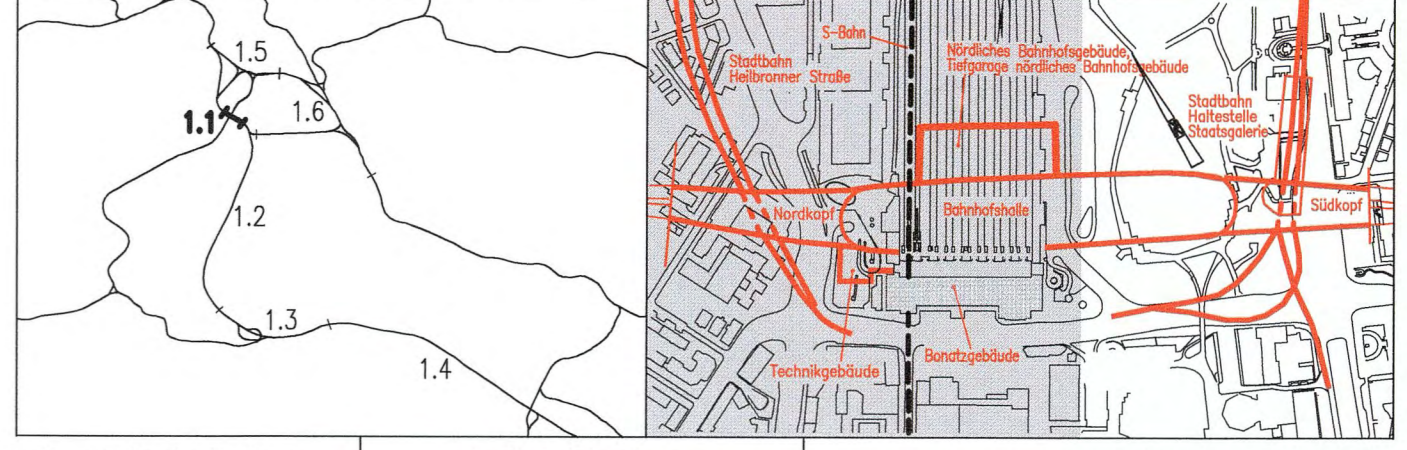 1.5
1.6
1.1
1.2
1.3
1.4
S-Bahn
Stadtbahn
Heilbronner Straße
Nördliches Bahnhofsgebäude,
Tiefgarage nördliches Bahnhofsgebäude
Stadtbahn
Haltestelle
Staatsgalerie
Nordkopf
Bahnhofshalle
Südkopf
Technikgebäude
Bonatzgebäude